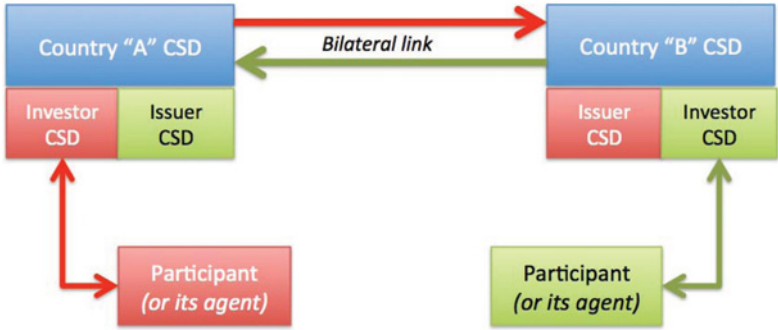 Country “A” CSD
Bilateral link
Country “B” CSD
Investor
CSD
Issuer
CSD
Issuer
CSD
Investor
CSD
Participant
(or its agent)
Participant
(or its agent)